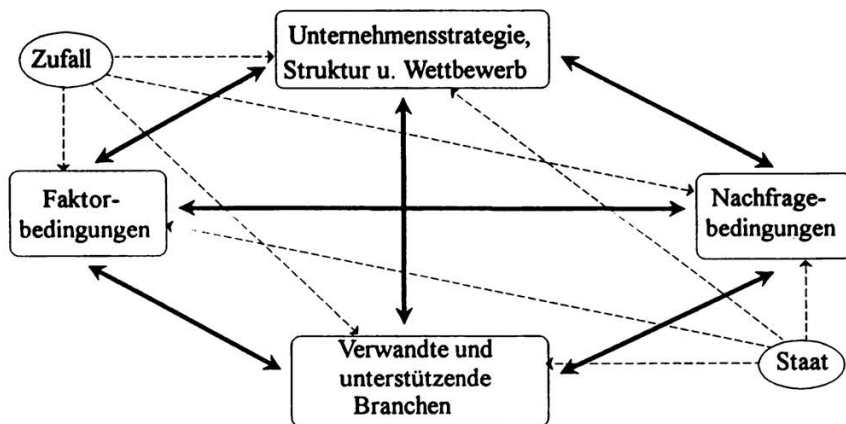 Zufall
Unternehmensstrategie,
Struktur u. Wettbewerb
Faktor-
bedingungen
Nachfrage-
bedingungen
Verwandte und
unterstützende
Branchen
Staat